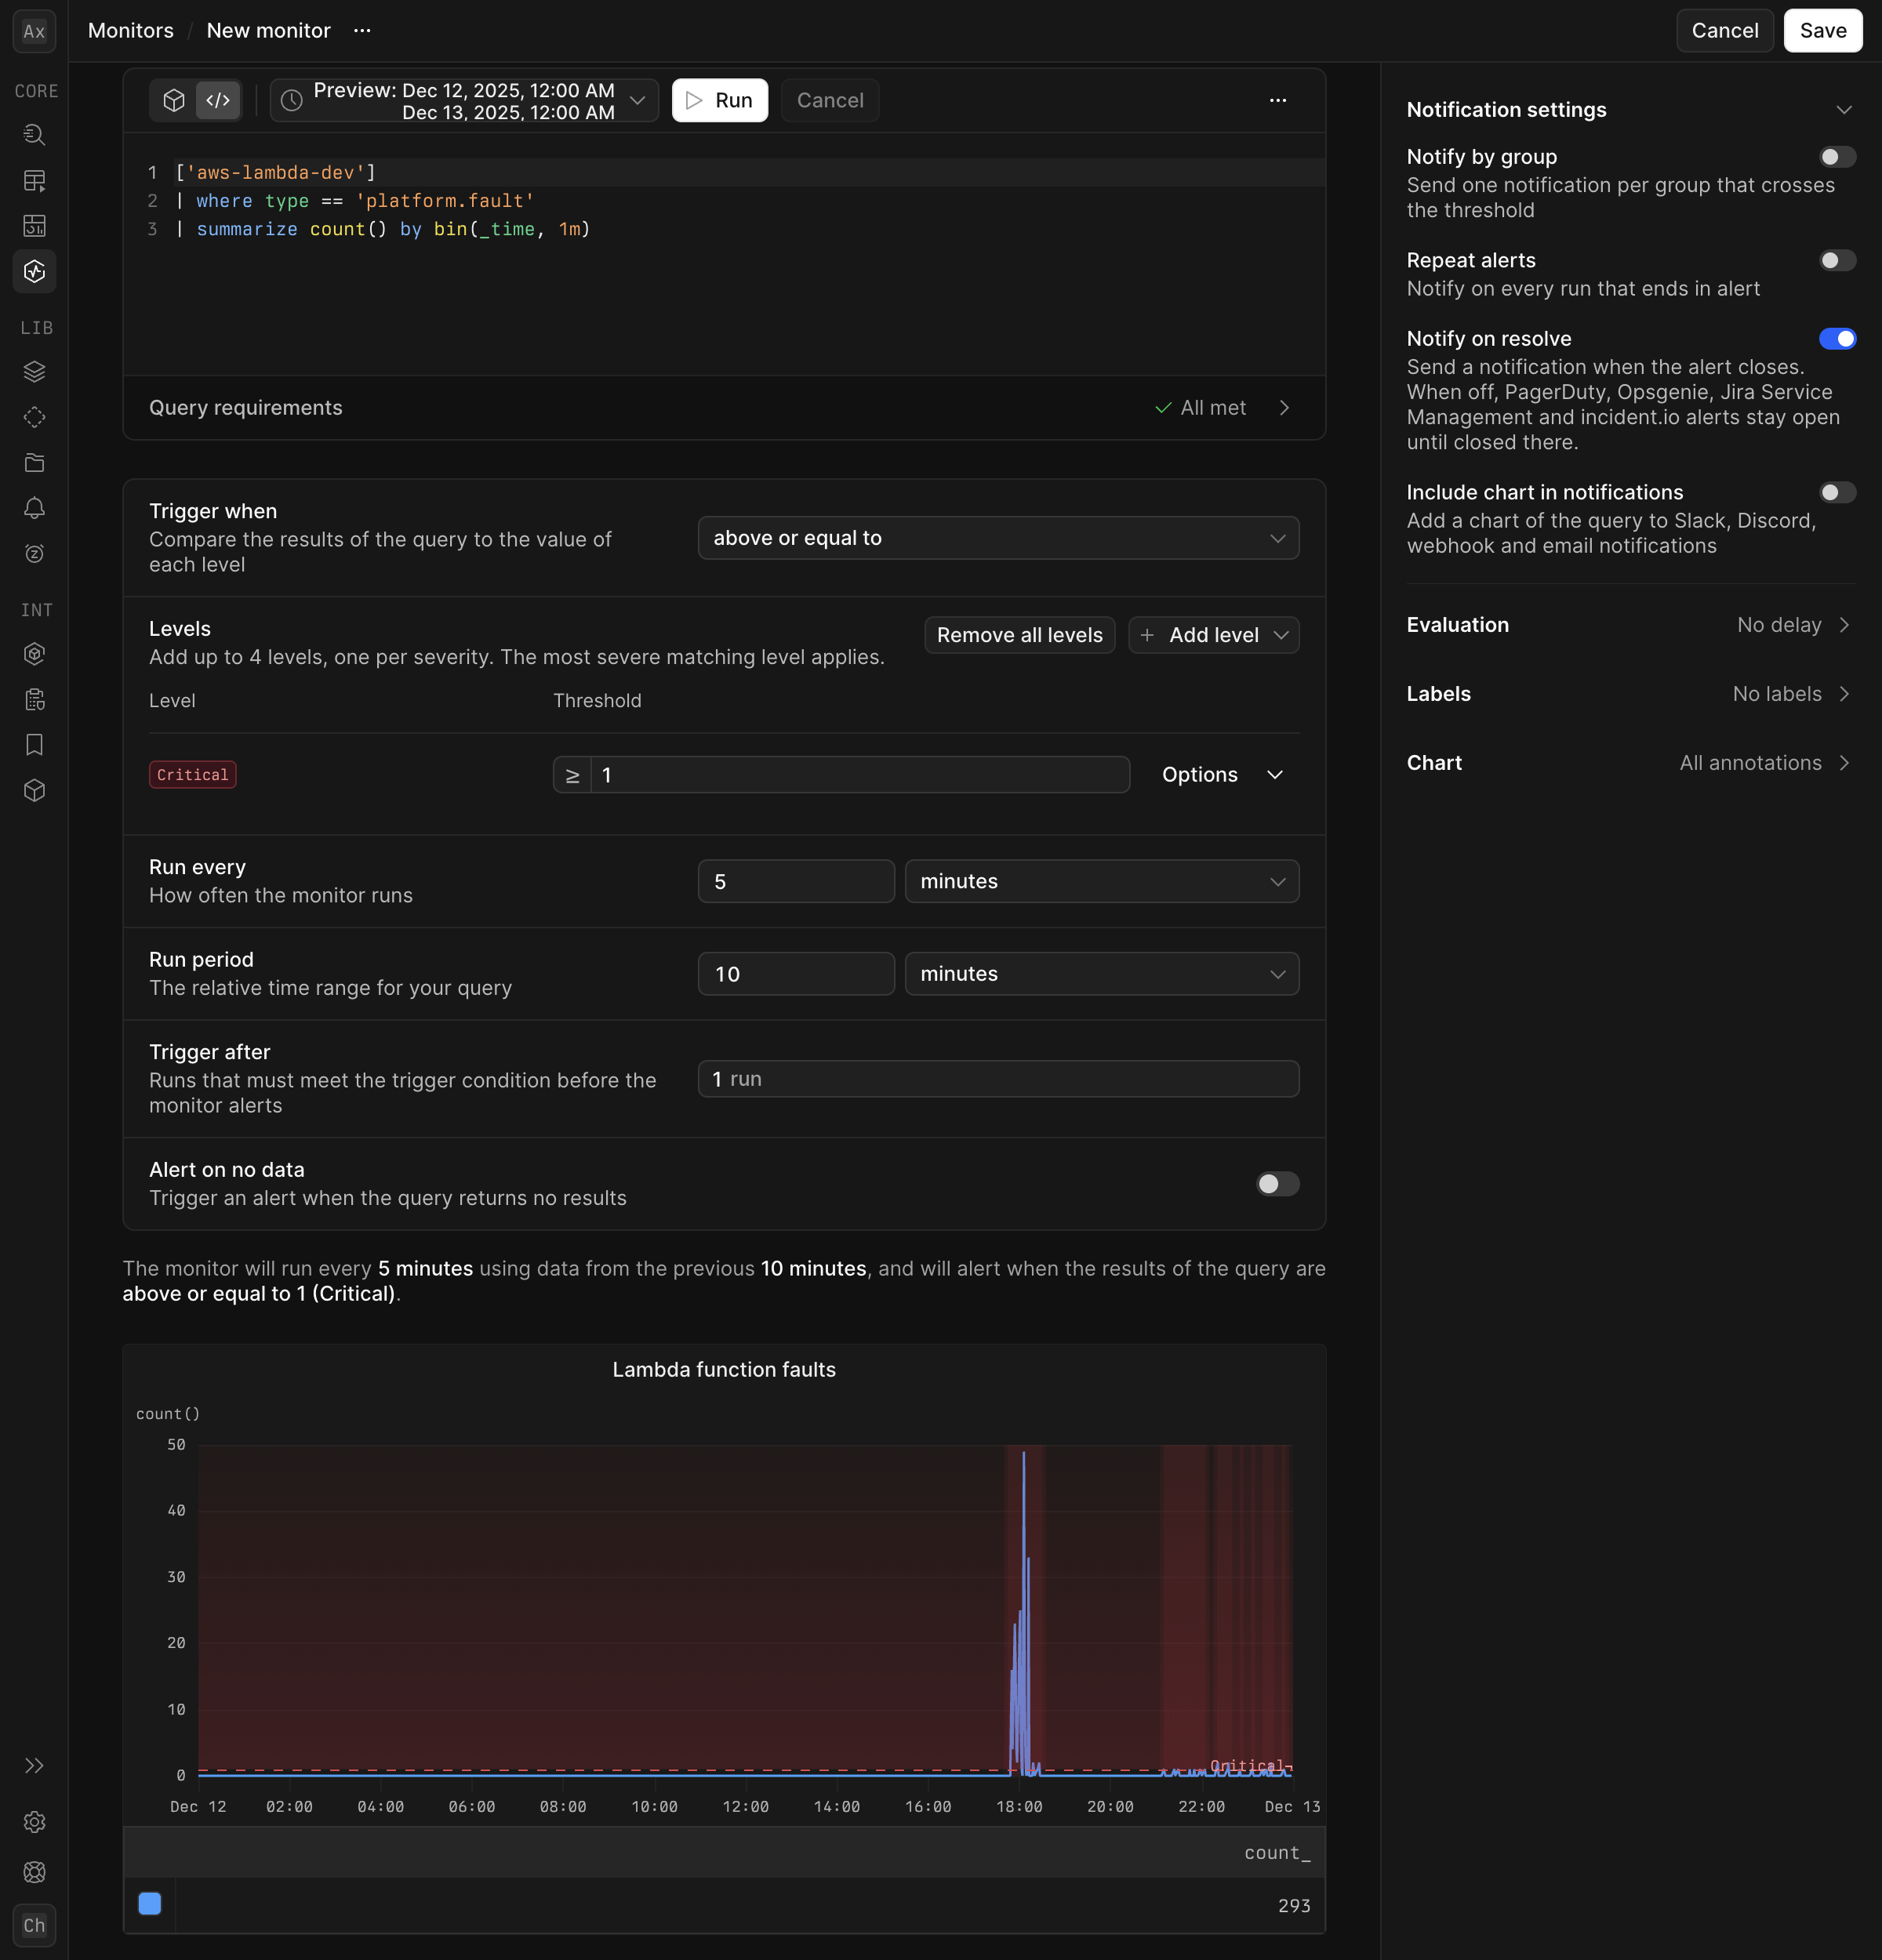 Ax
Monitors / New monitor ...
Cancel
Save
CORE
LIB
INT
Ch
Preview: Dec 12, 2025, 12:00 AM
Dec 13, 2025, 12:00 AM
Run
Cancel
1 ['aws-lambda-dev']
2 | where type == 'platform.fault'
3 | summarize count() by bin(_time, 1m)
Query requirements
All met
Trigger when
Compare the results of the query to the value of
each level
above or equal to
Levels
Add up to 4 levels, one per severity. The most severe matching level applies.
Remove all levels
+ Add level
Level
Threshold
Critical
≥ 1
Options
Run every
How often the monitor runs
5
minutes
Run period
The relative time range for your query
10
minutes
Trigger after
Runs that must meet the trigger condition before the
monitor alerts
1 run
Alert on no data
Trigger an alert when the query returns no results
The monitor will run every 5 minutes using data from the previous 10 minutes, and will alert when the results of the query are
above or equal to 1 (Critical).
Lambda function faults
count()
50
40
30
20
10
0
Critical
Dec 12 02:00 04:00 06:00 08:00 10:00 12:00 14:00 16:00 18:00 20:00 22:00 Dec 13
count_
293
Notification settings
Notify by group
Send one notification per group that crosses
the threshold
Repeat alerts
Notify on every run that ends in alert
Notify on resolve
Send a notification when the alert closes.
When off, PagerDuty, Opsgenie, Jira Service
Management and incident.io alerts stay open
until closed there.
Include chart in notifications
Add a chart of the query to Slack, Discord,
webhook and email notifications
Evaluation
No delay
Labels
No labels
Chart
All annotations